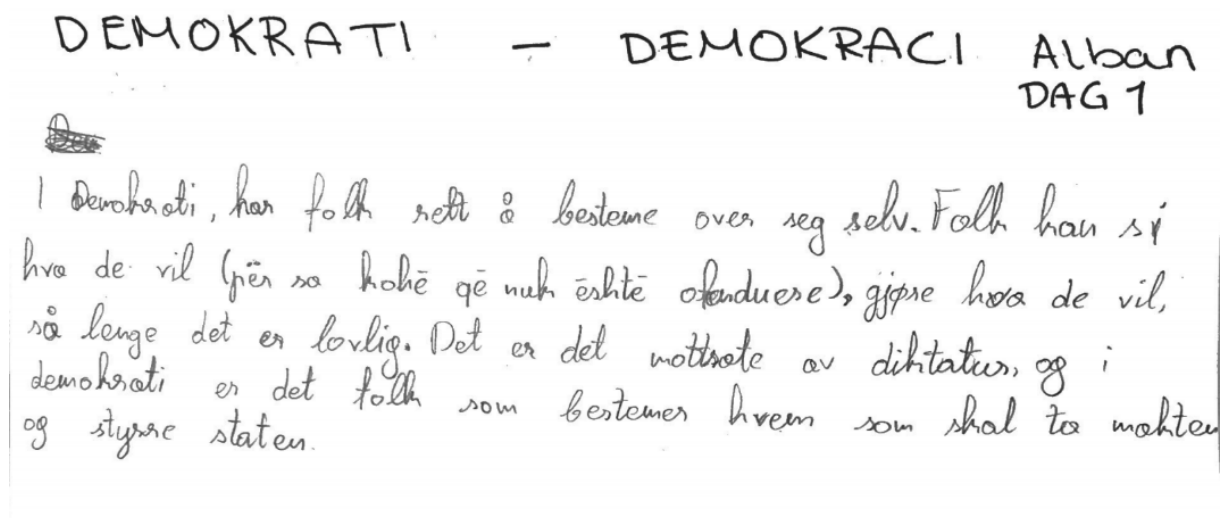 DEMOKRATI - DEMOKRACI Alban
DAG 1
I Demokrati, har folk rett å besteme over seg selv. Folk kan si
hva de vil (për sa kohë që nuk është ofenduese), gjøre hva de vil,
så lenge det er lovlig. Det er det mottsate av diktatur, og i
demokrati er det folk som bestemer hvem som skal ta makten
og styrre staten.